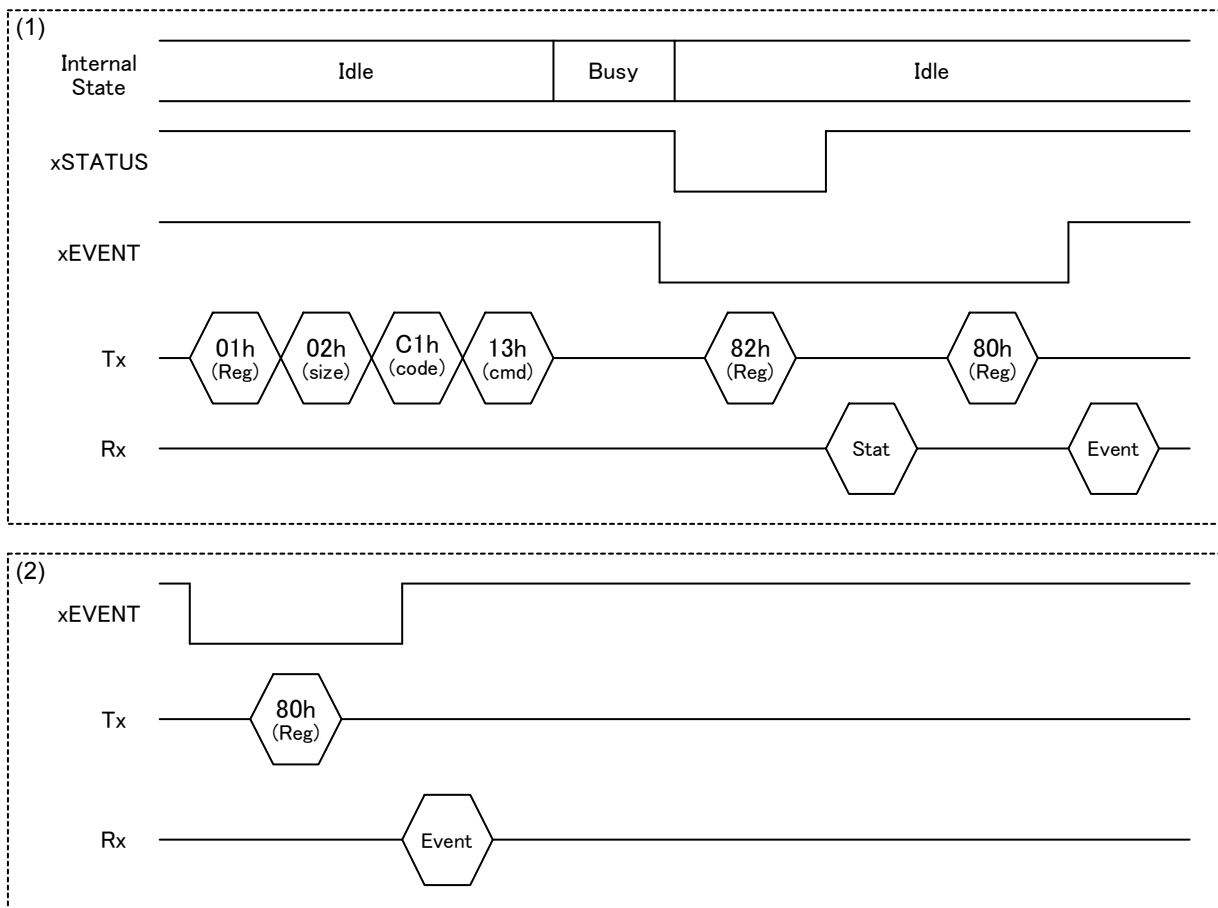 (1)
Internal
State
Idle
Busy
Idle
xSTATUS
xEVENT
Tx
01h
(Reg)
02h
(size)
C1h
(code)
13h
(cmd)
82h
(Reg)
80h
(Reg)
Rx
Stat
Event
(2)
xEVENT
Tx
80h
(Reg)
Rx
Event